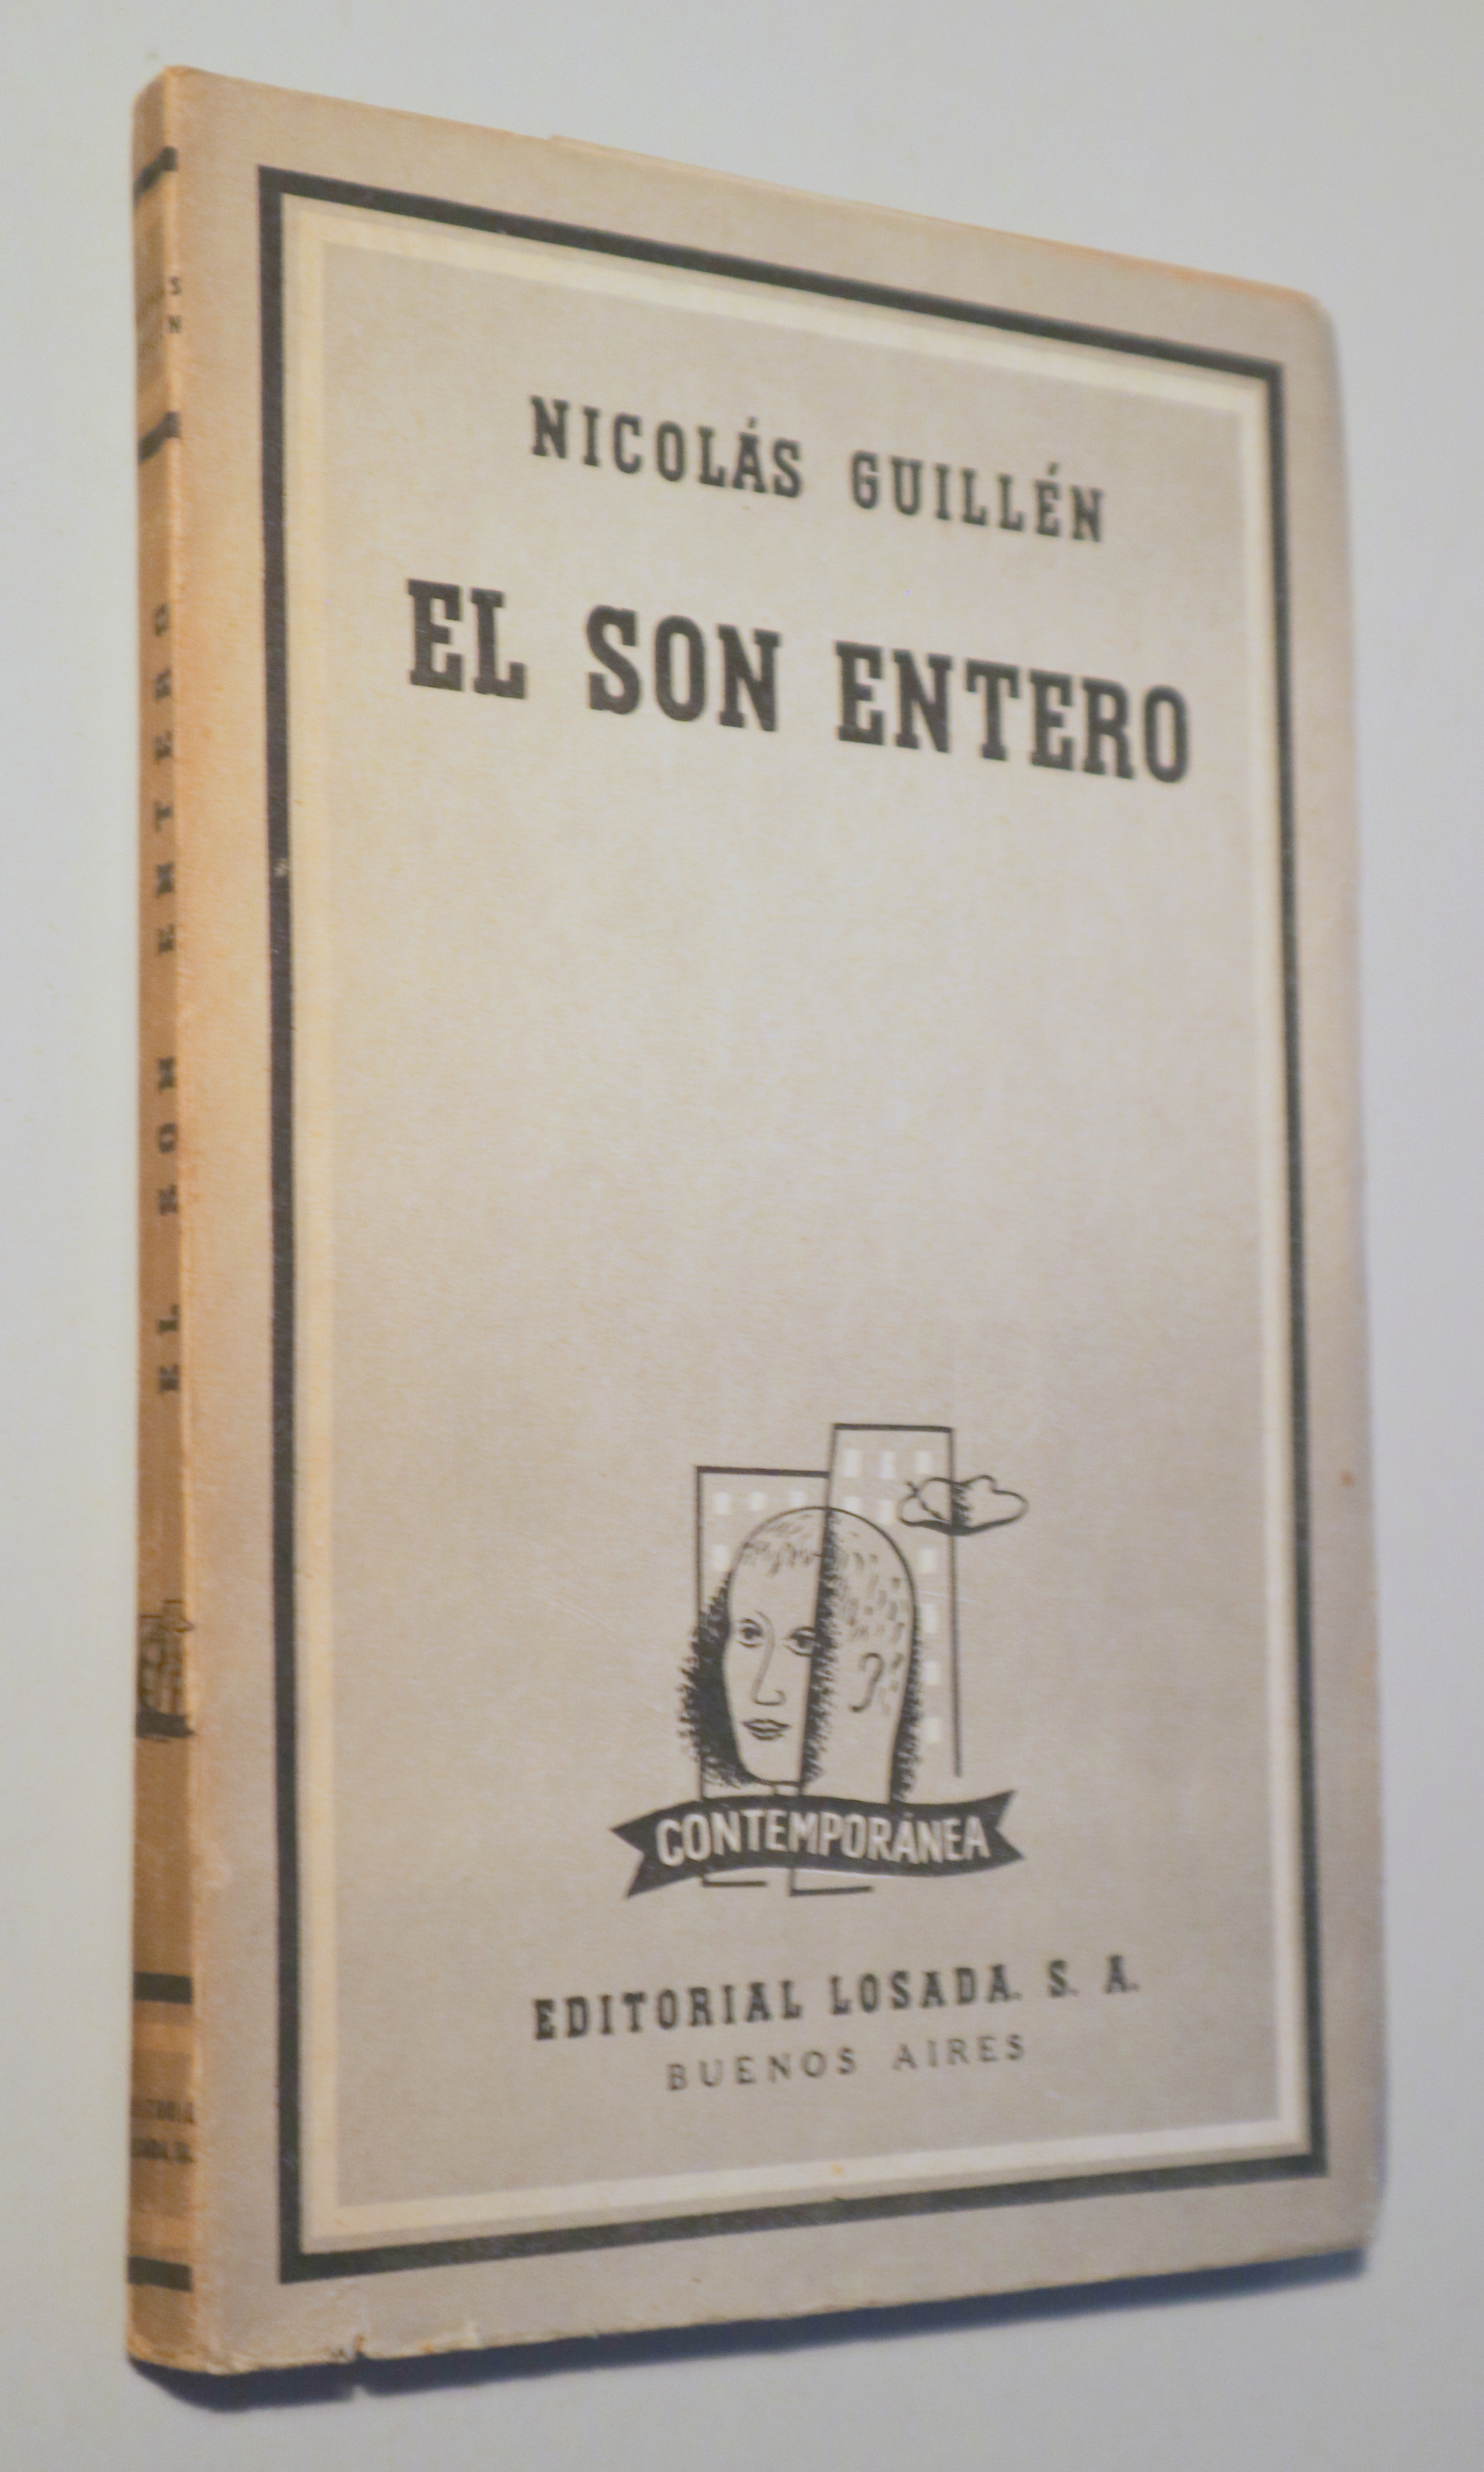 NICOLÁS GUILLÉN
EL SON ENTERO
CONTEMPORÁNEA
EDITORIAL LOSADA, S. A.
BUENOS AIRES
EL SON ENTERO